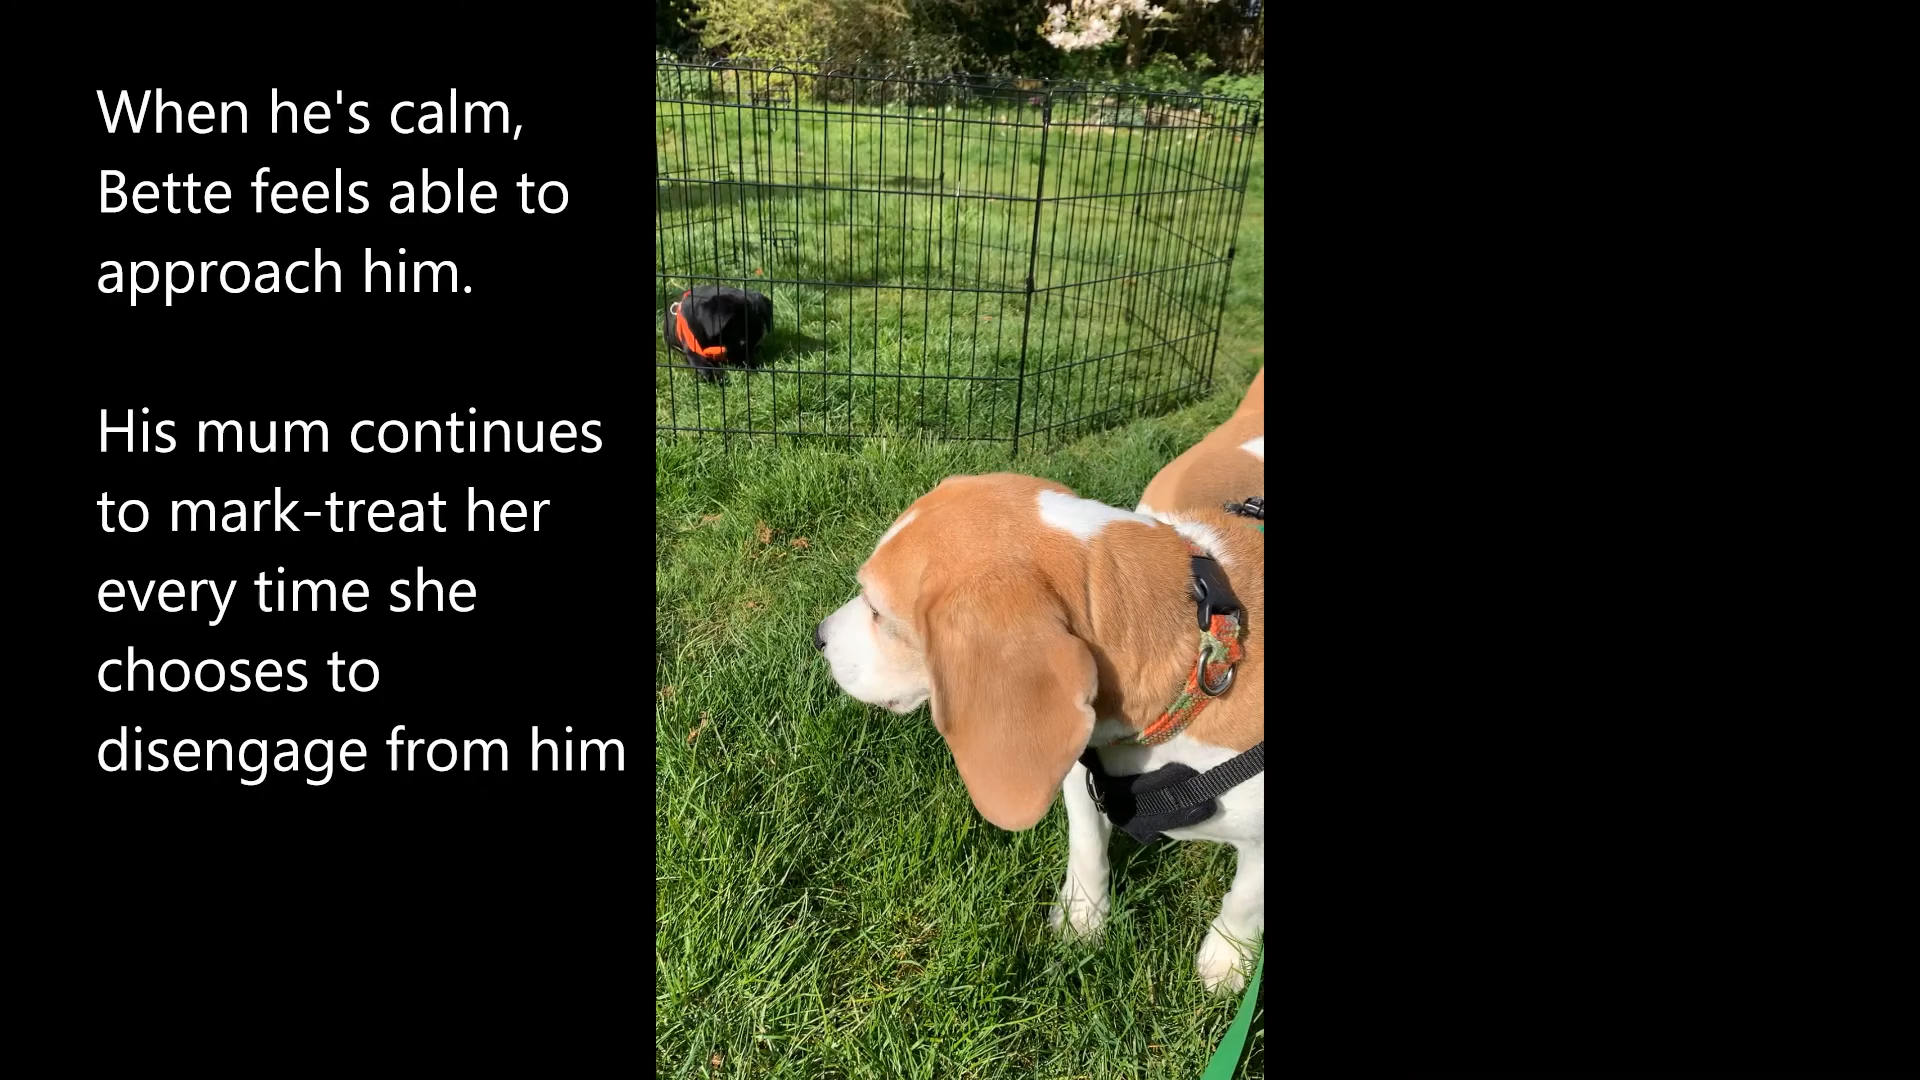 When he's calm,
Bette feels able to
approach him.
His mum continues
to mark-treat her
every time she
chooses to
disengage from him